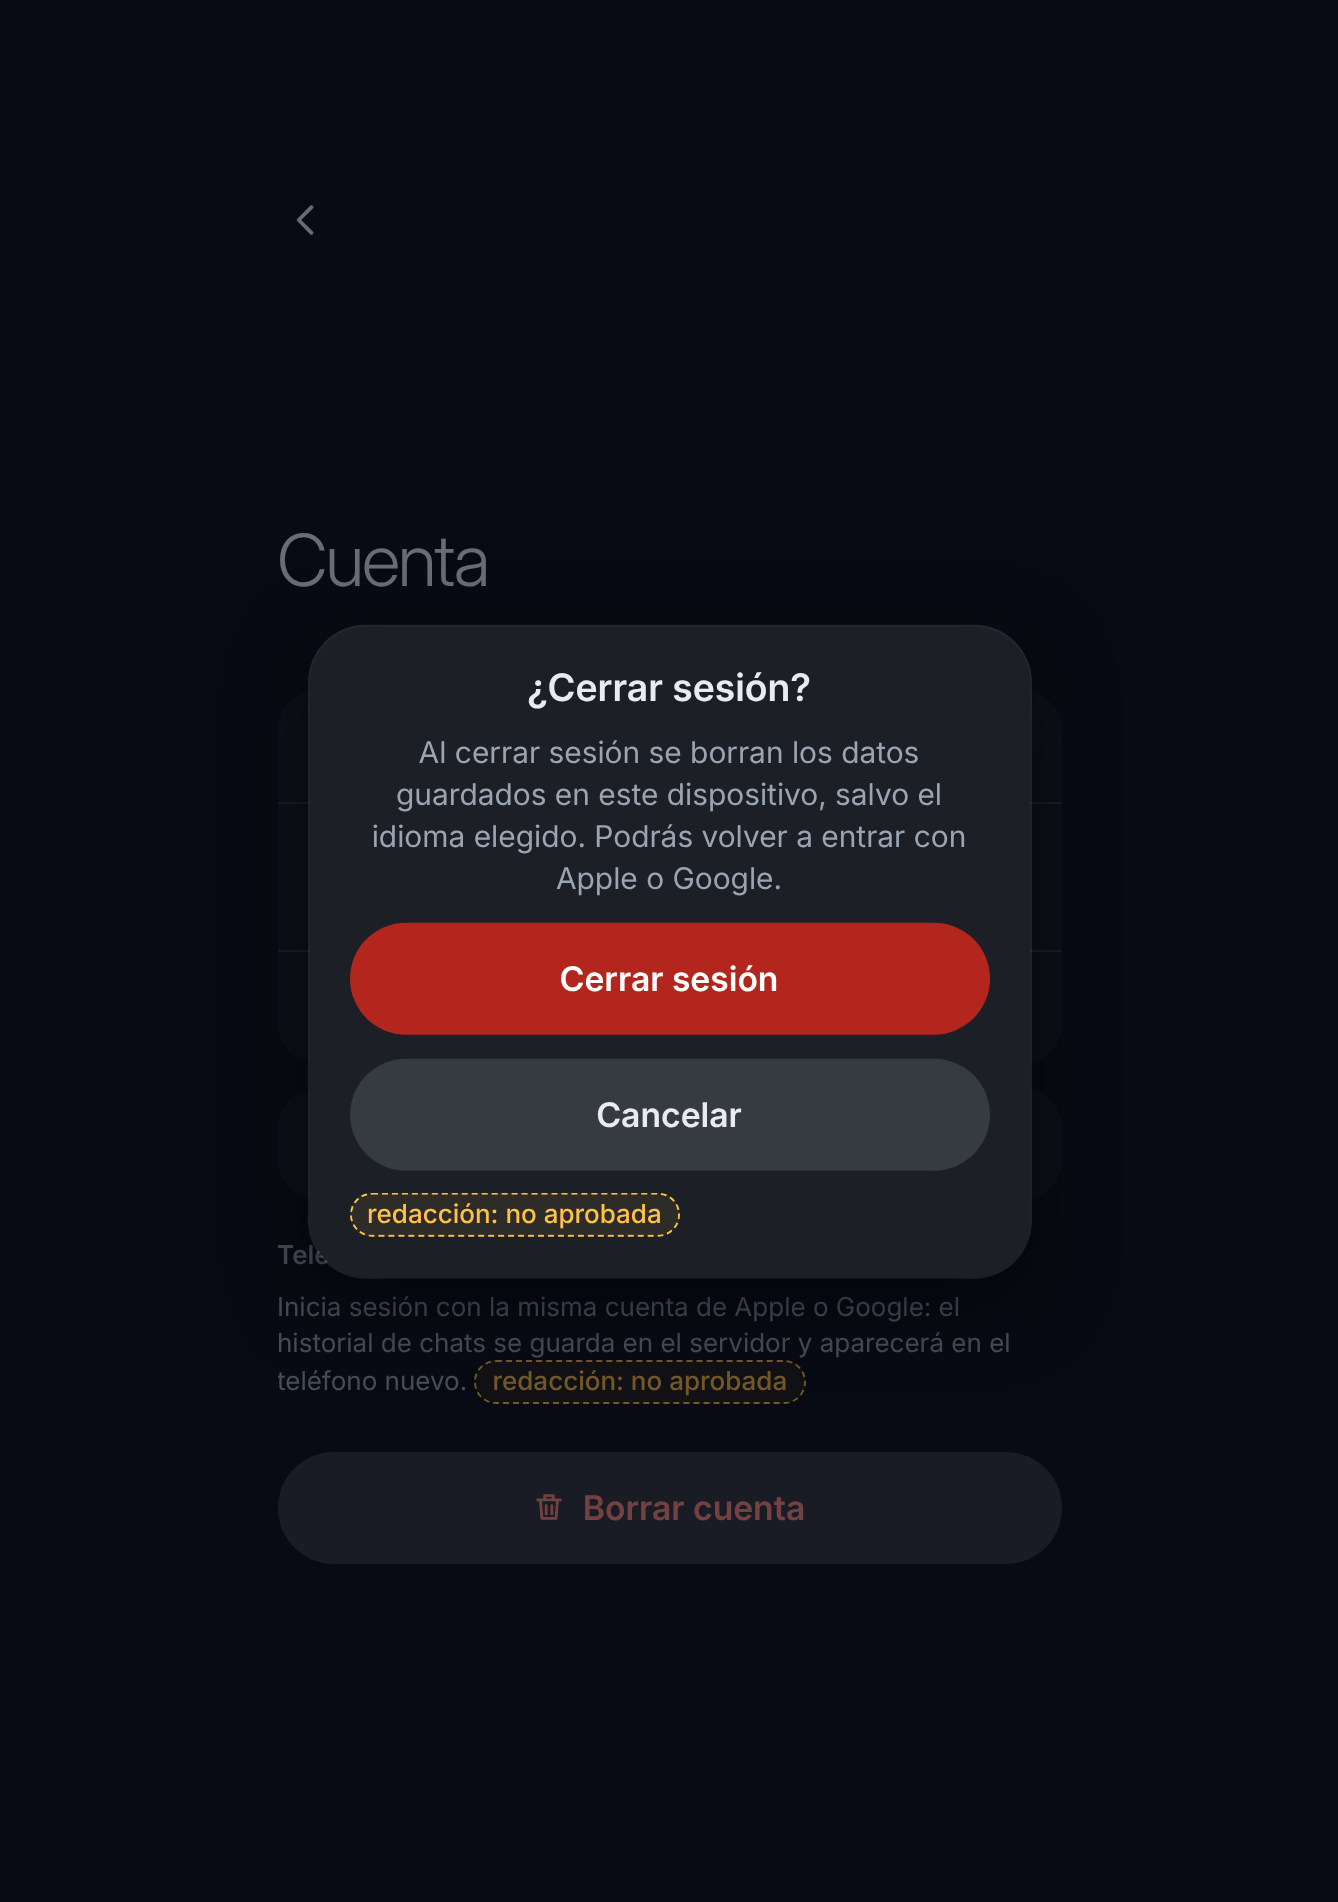 Cuenta
¿Cerrar sesión?
Al cerrar sesión se borran los datos
guardados en este dispositivo, salvo el
idioma elegido. Podrás volver a entrar con
Apple o Google.
Cerrar sesión
Cancelar
redacción: no aprobada
Inicia sesión con la misma cuenta de Apple o Google: el
historial de chats se guarda en el servidor y aparecerá en el
teléfono nuevo. redacción: no aprobada
Borrar cuenta